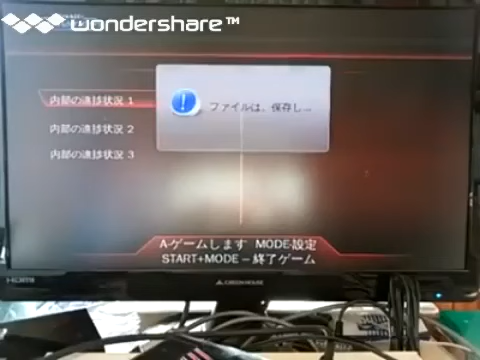 wondershare™
内部の進捗状況 1
ファイルは、保存し...
内部の進捗状況 2
内部の進捗状況 3
A-ゲームします MODE-設定
START+MODE – 終了ゲーム
HDMI
GREEN HOUSE